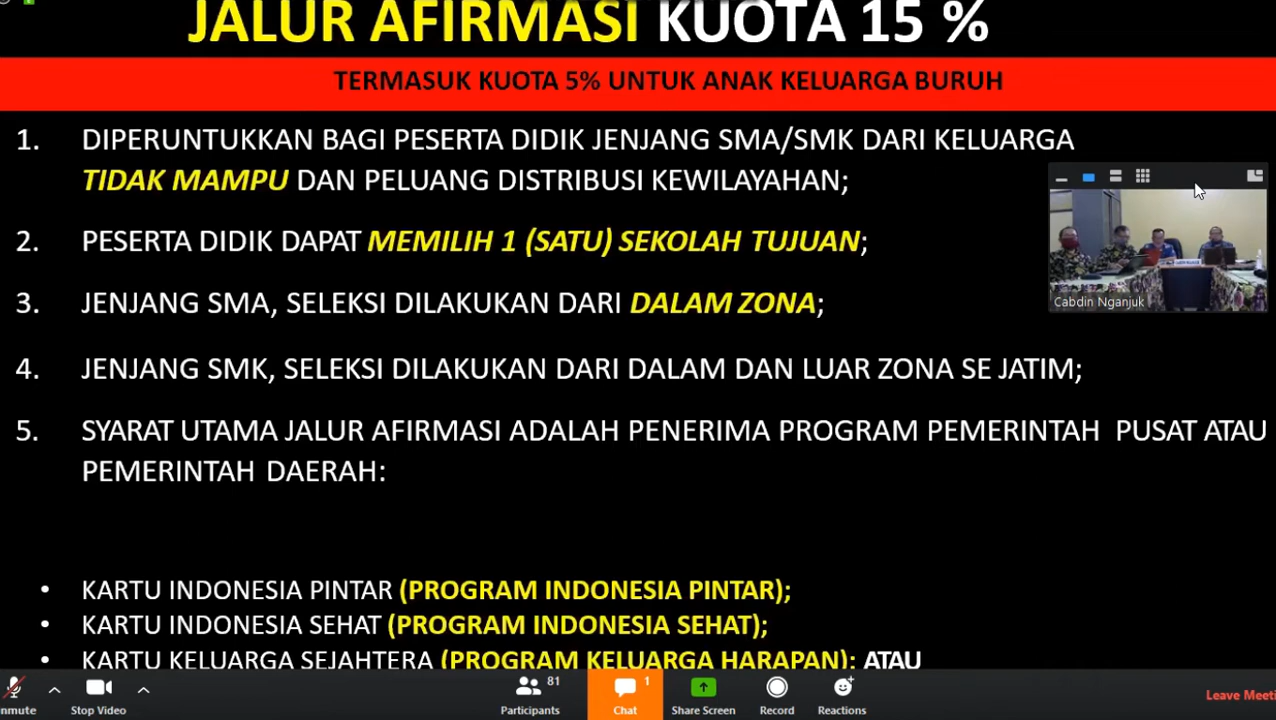 JALUR AFIRMASI KUOTA 15 %
TERMASUK KUOTA 5% UNTUK ANAK KELUARGA BURUH
1. DIPERUNTUKKAN BAGI PESERTA DIDIK JENJANG SMA/SMK DARI KELUARGA
TIDAK MAMPU DAN PELUANG DISTRIBUSI KEWILAYAHAN;
2. PESERTA DIDIK DAPAT MEMILIH 1 (SATU) SEKOLAH TUJUAN;
3. JENJANG SMA, SELEKSI DILAKUKAN DARI DALAM ZONA;
Cabdin Nganjuk
4. JENJANG SMK, SELEKSI DILAKUKAN DARI DALAM DAN LUAR ZONA SE JATIM;
5. SYARAT UTAMA JALUR AFIRMASI ADALAH PENERIMA PROGRAM PEMERINTAH PUSAT ATAU
PEMERINTAH DAERAH:
• KARTU INDONESIA PINTAR (PROGRAM INDONESIA PINTAR);
• KARTU INDONESIA SEHAT (PROGRAM INDONESIA SEHAT);
• KARTU KELUARGA SEJAHTERA (PROGRAM KELUARGA HARAPAN); ATAU
81
1
nmute
Stop Video
Participants
Chat
Share Screen
Record
Reactions
Leave Meeti